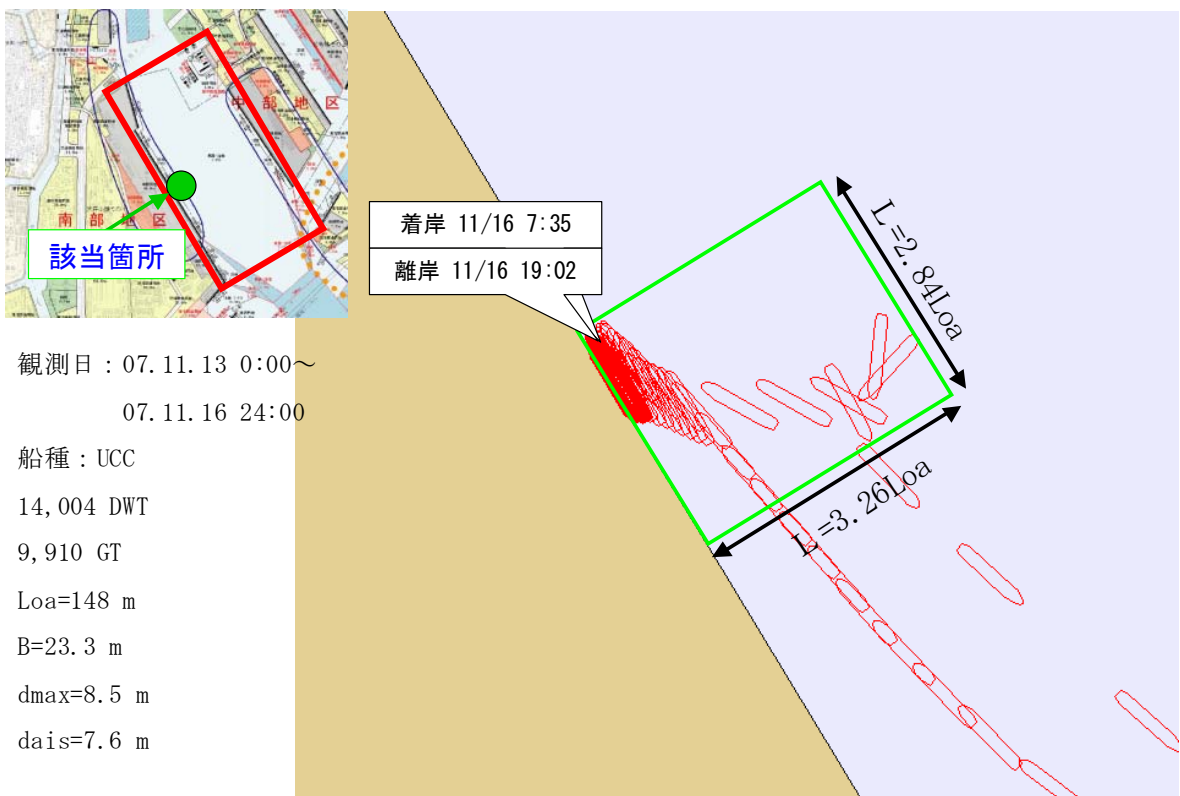 中部地区
南部地区
該当箇所
着岸 11/16 7:35
離岸 11/16 19:02
L=2.84Loa
L=3.26Loa
観測日：07.11.13 0:00～
07.11.16 24:00
船種：UCC
14,004 DWT
9,910 GT
Loa=148 m
B=23.3 m
dmax=8.5 m
dais=7.6 m